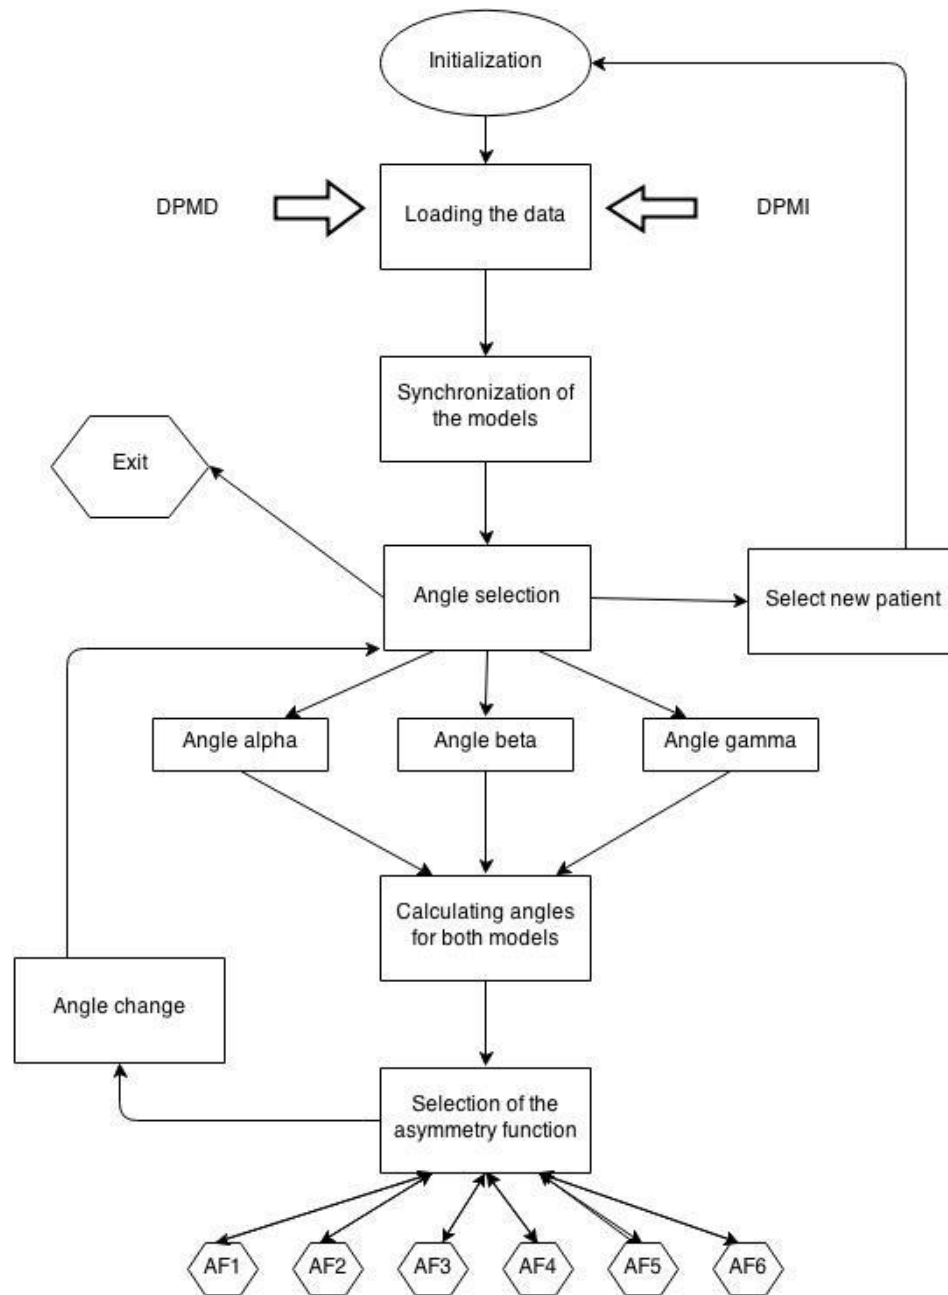 Initialization
DPMD
Loading the data
DPMI
Synchronization of
the models
Exit
Angle selection
Select new patient
Angle alpha
Angle beta
Angle gamma
Calculating angles
for both models
Angle change
Selection of the
asymmetry function
AF1
AF2
AF3
AF4
AF5
AF6